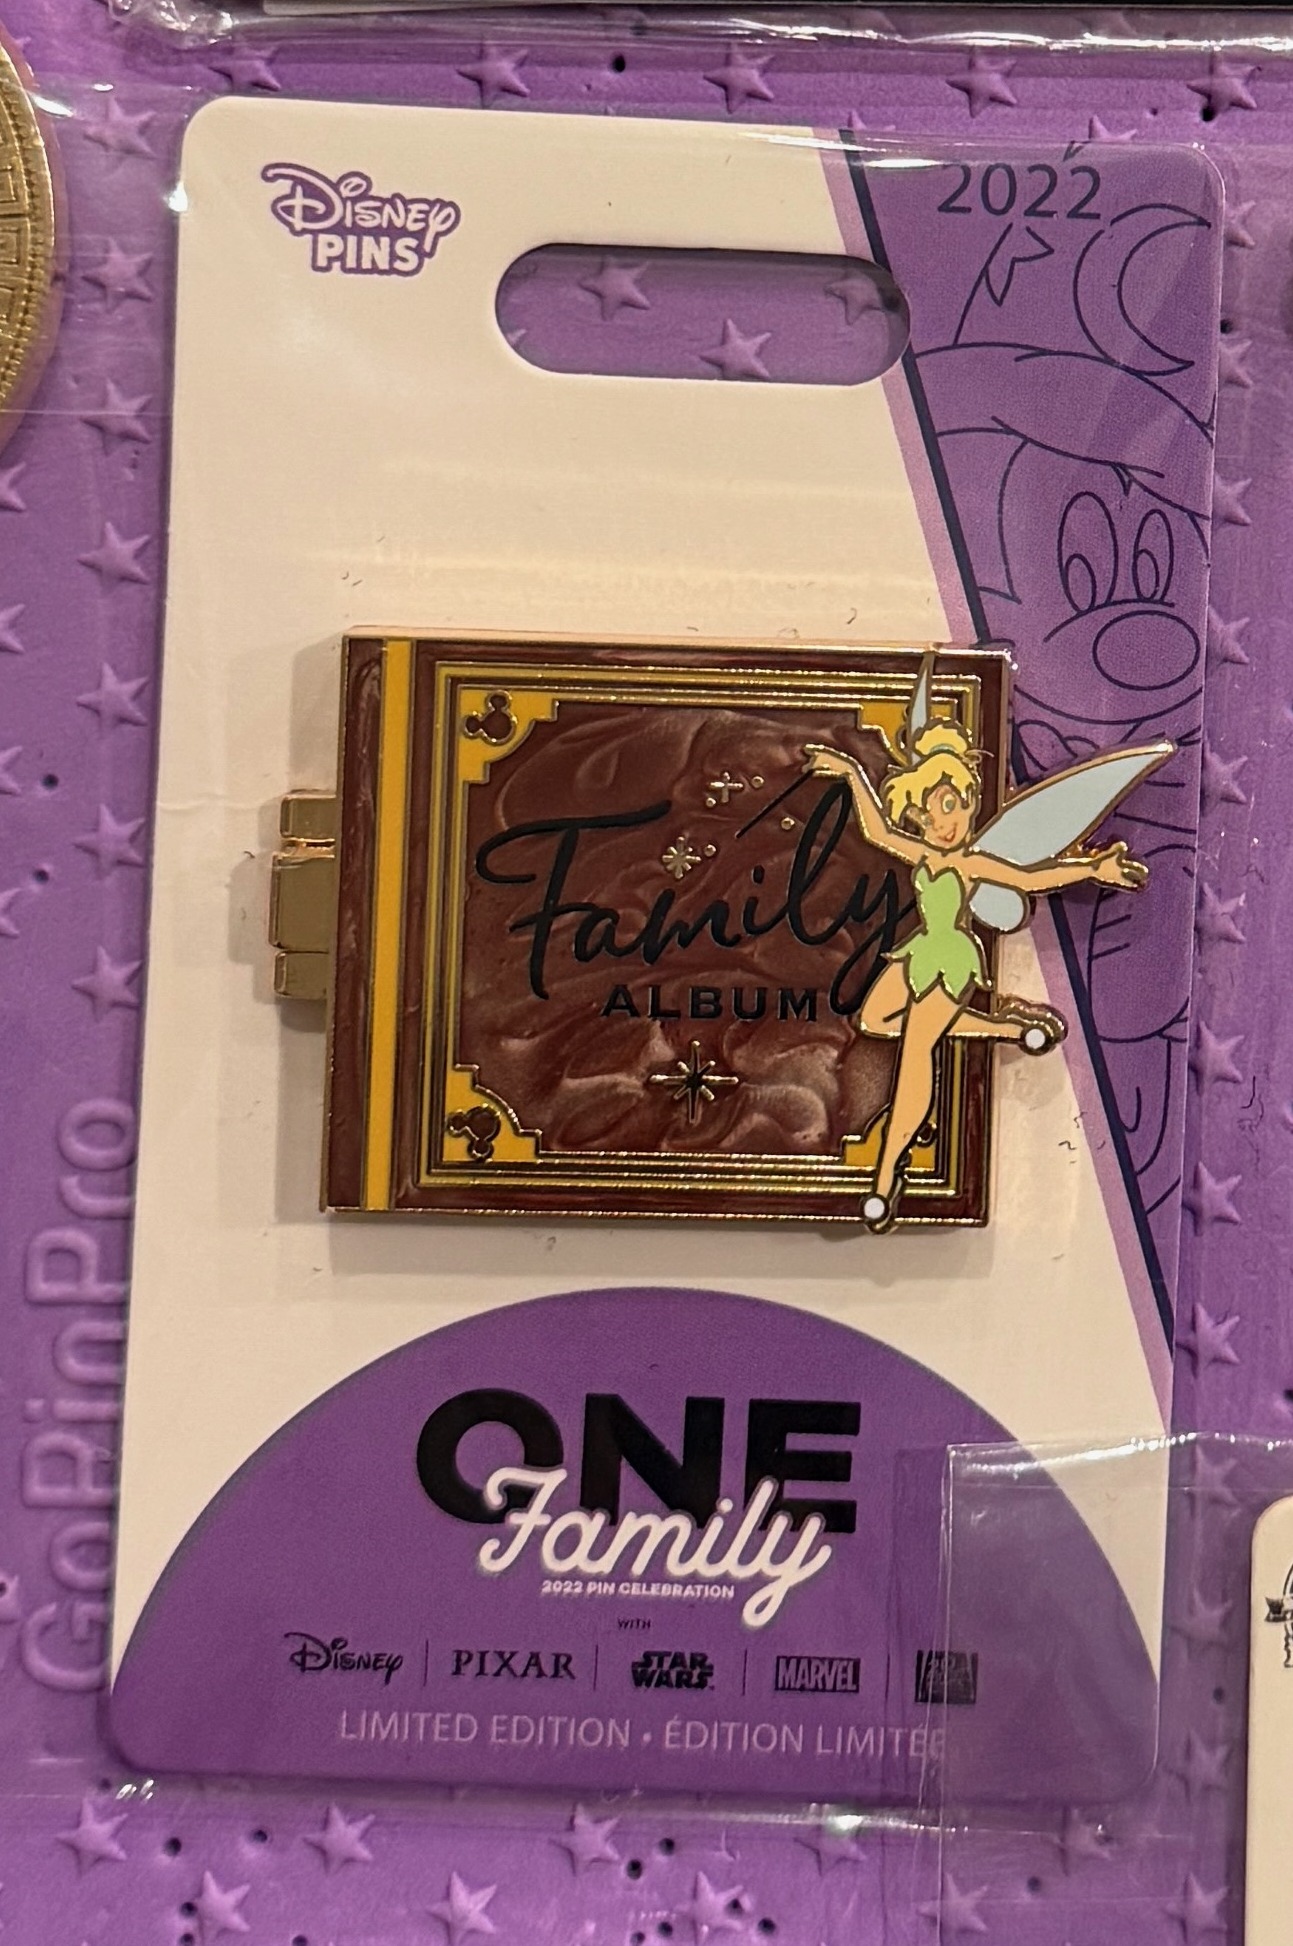 Disney
PINS
2022
Family
ALBUM
ONE
Family
2022 PIN CELEBRATION
WITH
Disney | PIXAR | STAR WARS | MARVEL
LIMITED EDITION • ÉDITION LIMITÉE
GoPinPro